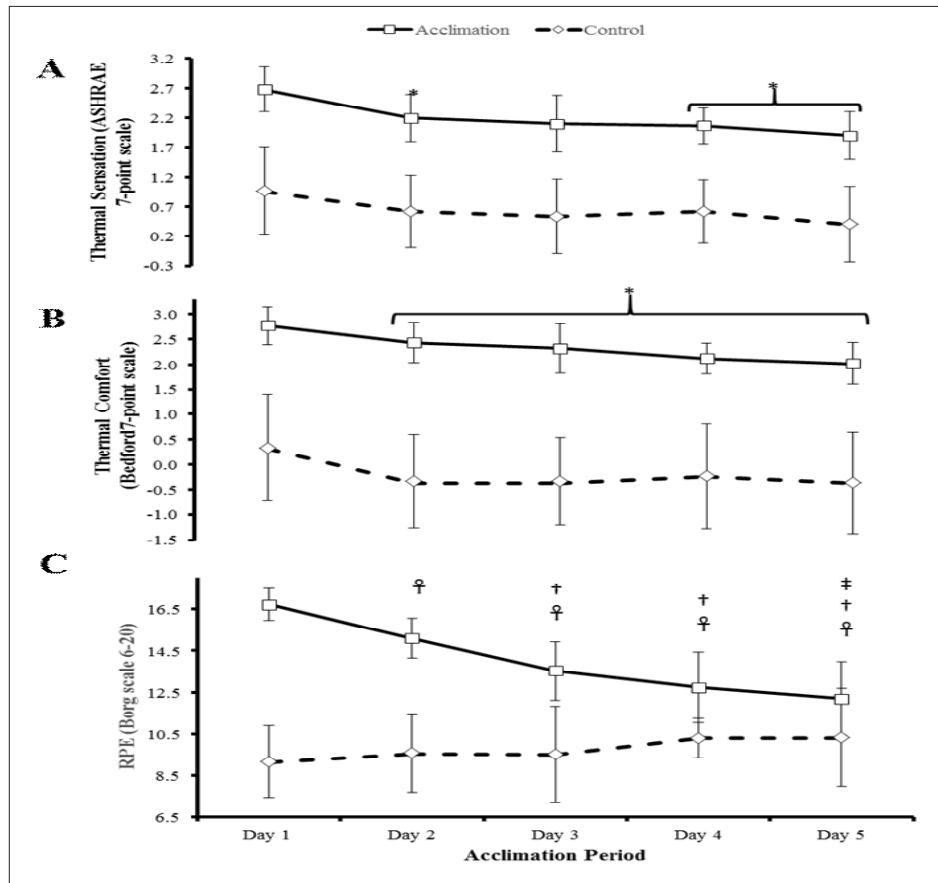 Acclimation Control
A
Thermal Sensation (ASHRAE
7-point scale)
3.2
2.7
2.2
1.7
1.2
0.7
0.2
-0.3
*
*
B
Thermal Comfort
(Bedford7-point scale)
3.0
2.5
2.0
1.5
1.0
0.5
0.0
-0.5
-1.0
-1.5
*
C
RPE (Borg scale 6-20)
16.5
14.5
12.5
10.5
8.5
6.5
† † ‡
† †
Day 1 Day 2 Day 3 Day 4 Day 5
Acclimation Period